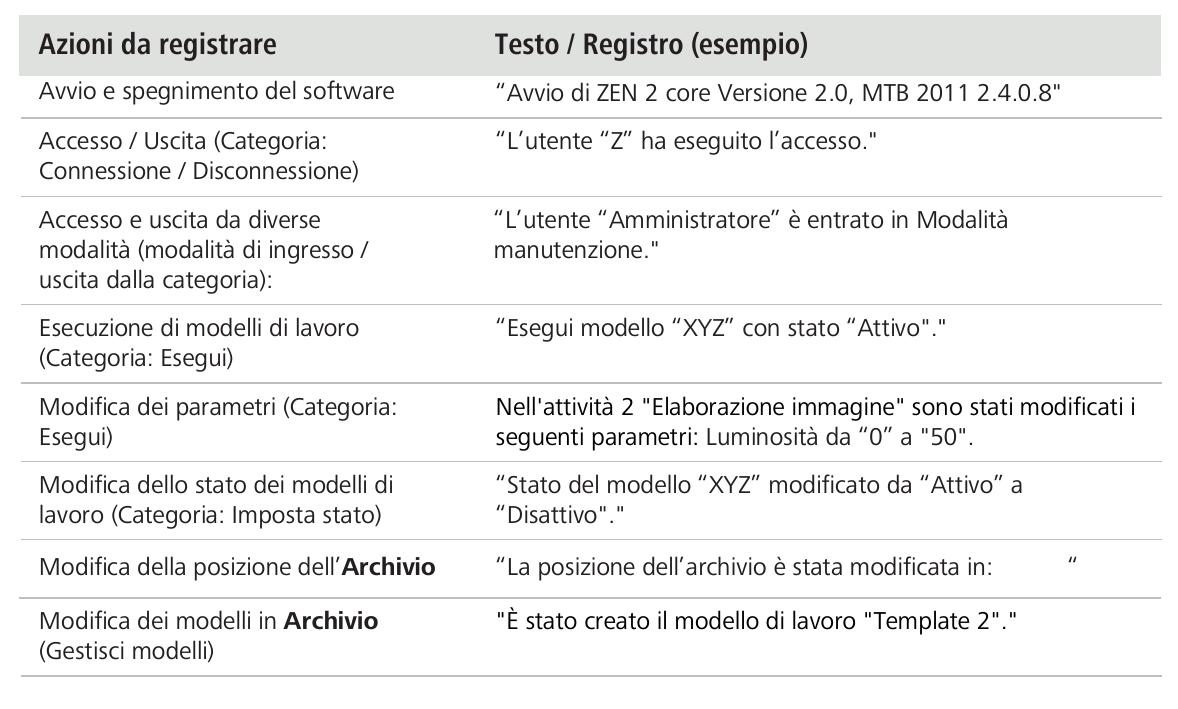 Azioni da registrare
Testo / Registro (esempio)
Avvio e spegnimento del software
“Avvio di ZEN 2 core Versione 2.0, MTB 2011 2.4.0.8"
Accesso / Uscita (Categoria:
Connessione / Disconnessione)
“L’utente “Z” ha eseguito l’accesso."
Accesso e uscita da diverse
modalità (modalità di ingresso /
uscita dalla categoria):
“L’utente “Amministratore” è entrato in Modalità
manutenzione."
Esecuzione di modelli di lavoro
(Categoria: Esegui)
“Esegui modello “XYZ” con stato “Attivo"."
Modifica dei parametri (Categoria:
Esegui)
Nell'attività 2 "Elaborazione immagine" sono stati modificati i
seguenti parametri: Luminosità da “0” a "50".
Modifica dello stato dei modelli di
lavoro (Categoria: Imposta stato)
“Stato del modello “XYZ” modificato da “Attivo” a
“Disattivo"."
Modifica della posizione dell’Archivio
“La posizione dell’archivio è stata modificata in: “
Modifica dei modelli in Archivio
(Gestisci modelli)
"È stato creato il modello di lavoro "Template 2"."